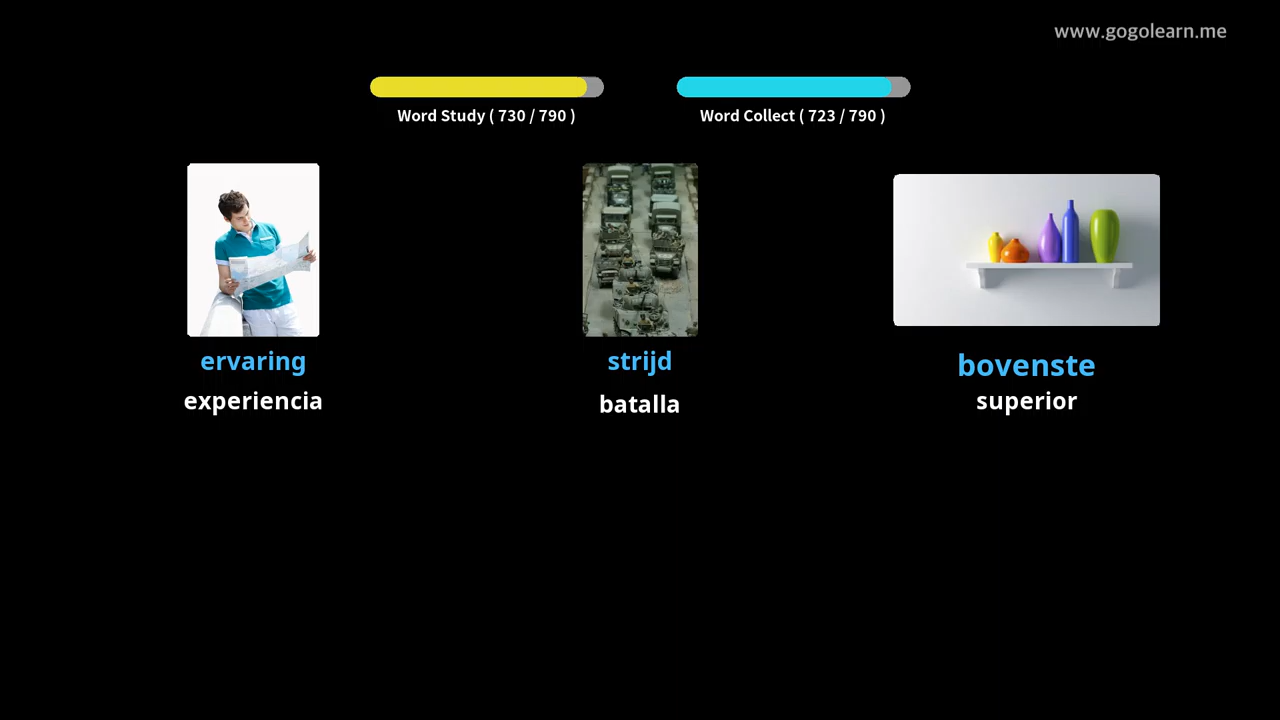 www.gogolearn.me
Word Study ( 730 / 790 )
Word Collect ( 723 / 790 )
ervaring
experiencia
strijd
batalla
bovenste
superior